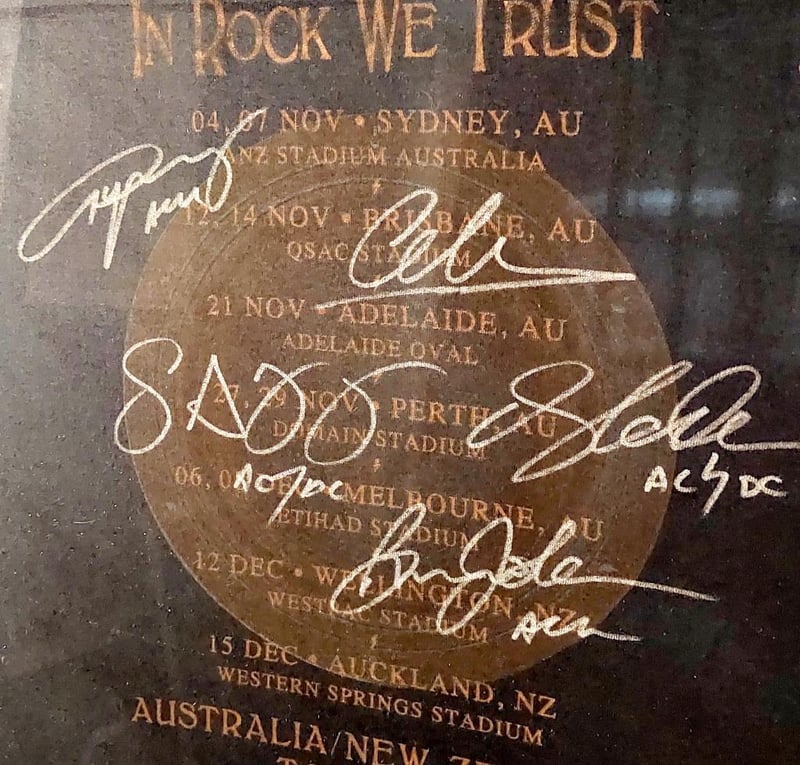 IN ROCK WE TRUST
04, 07 NOV • SYDNEY, AU
ANZ STADIUM AUSTRALIA
12, 14 NOV • BRISBANE, AU
QSAC STADIUM
21 NOV • ADELAIDE, AU
ADELAIDE OVAL
27, 29 NOV • PERTH, AU
DOMAIN STADIUM
AC/DC
06, 0 DEC • MELBOURNE, AU
AC/DC
ETIHAD STADIUM
12 DEC • WELLINGTON, NZ
WESTPAC STADIUM
15 DEC • AUCKLAND, NZ
WESTERN SPRINGS STADIUM
AUSTRALIA/NEW ZE